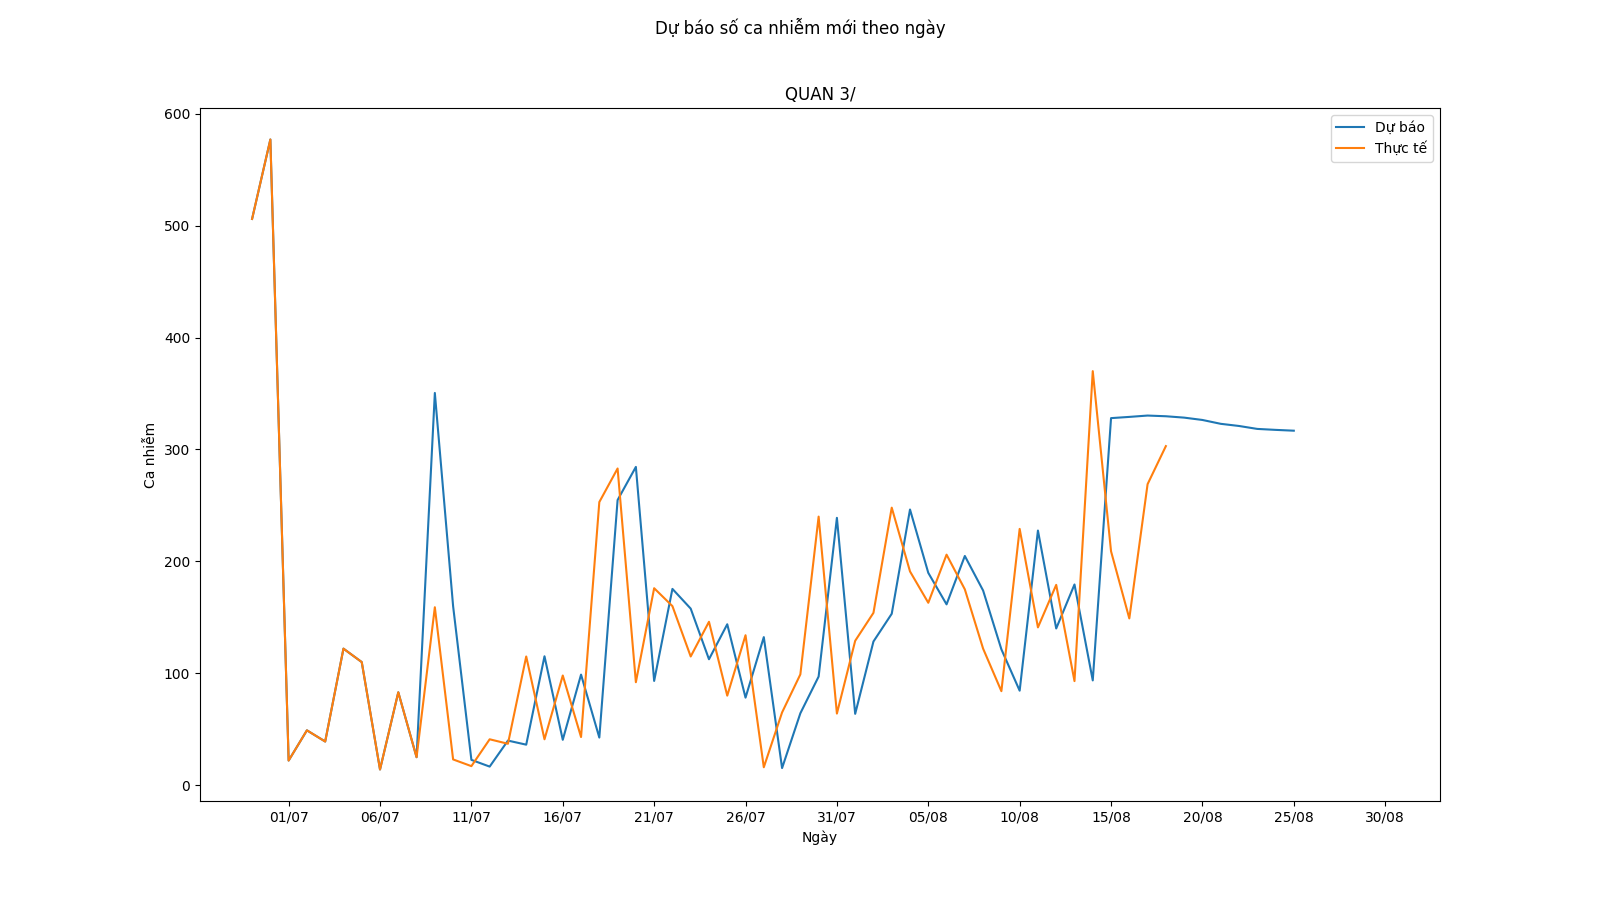 Dự báo số ca nhiễm mới theo ngày
QUAN 3/
Dự báo
Thực tế
600
500
400
300
200
100
0
Ca nhiễm
01/07 06/07 11/07 16/07 21/07 26/07 31/07 05/08 10/08 15/08 20/08 25/08 30/08
Ngày